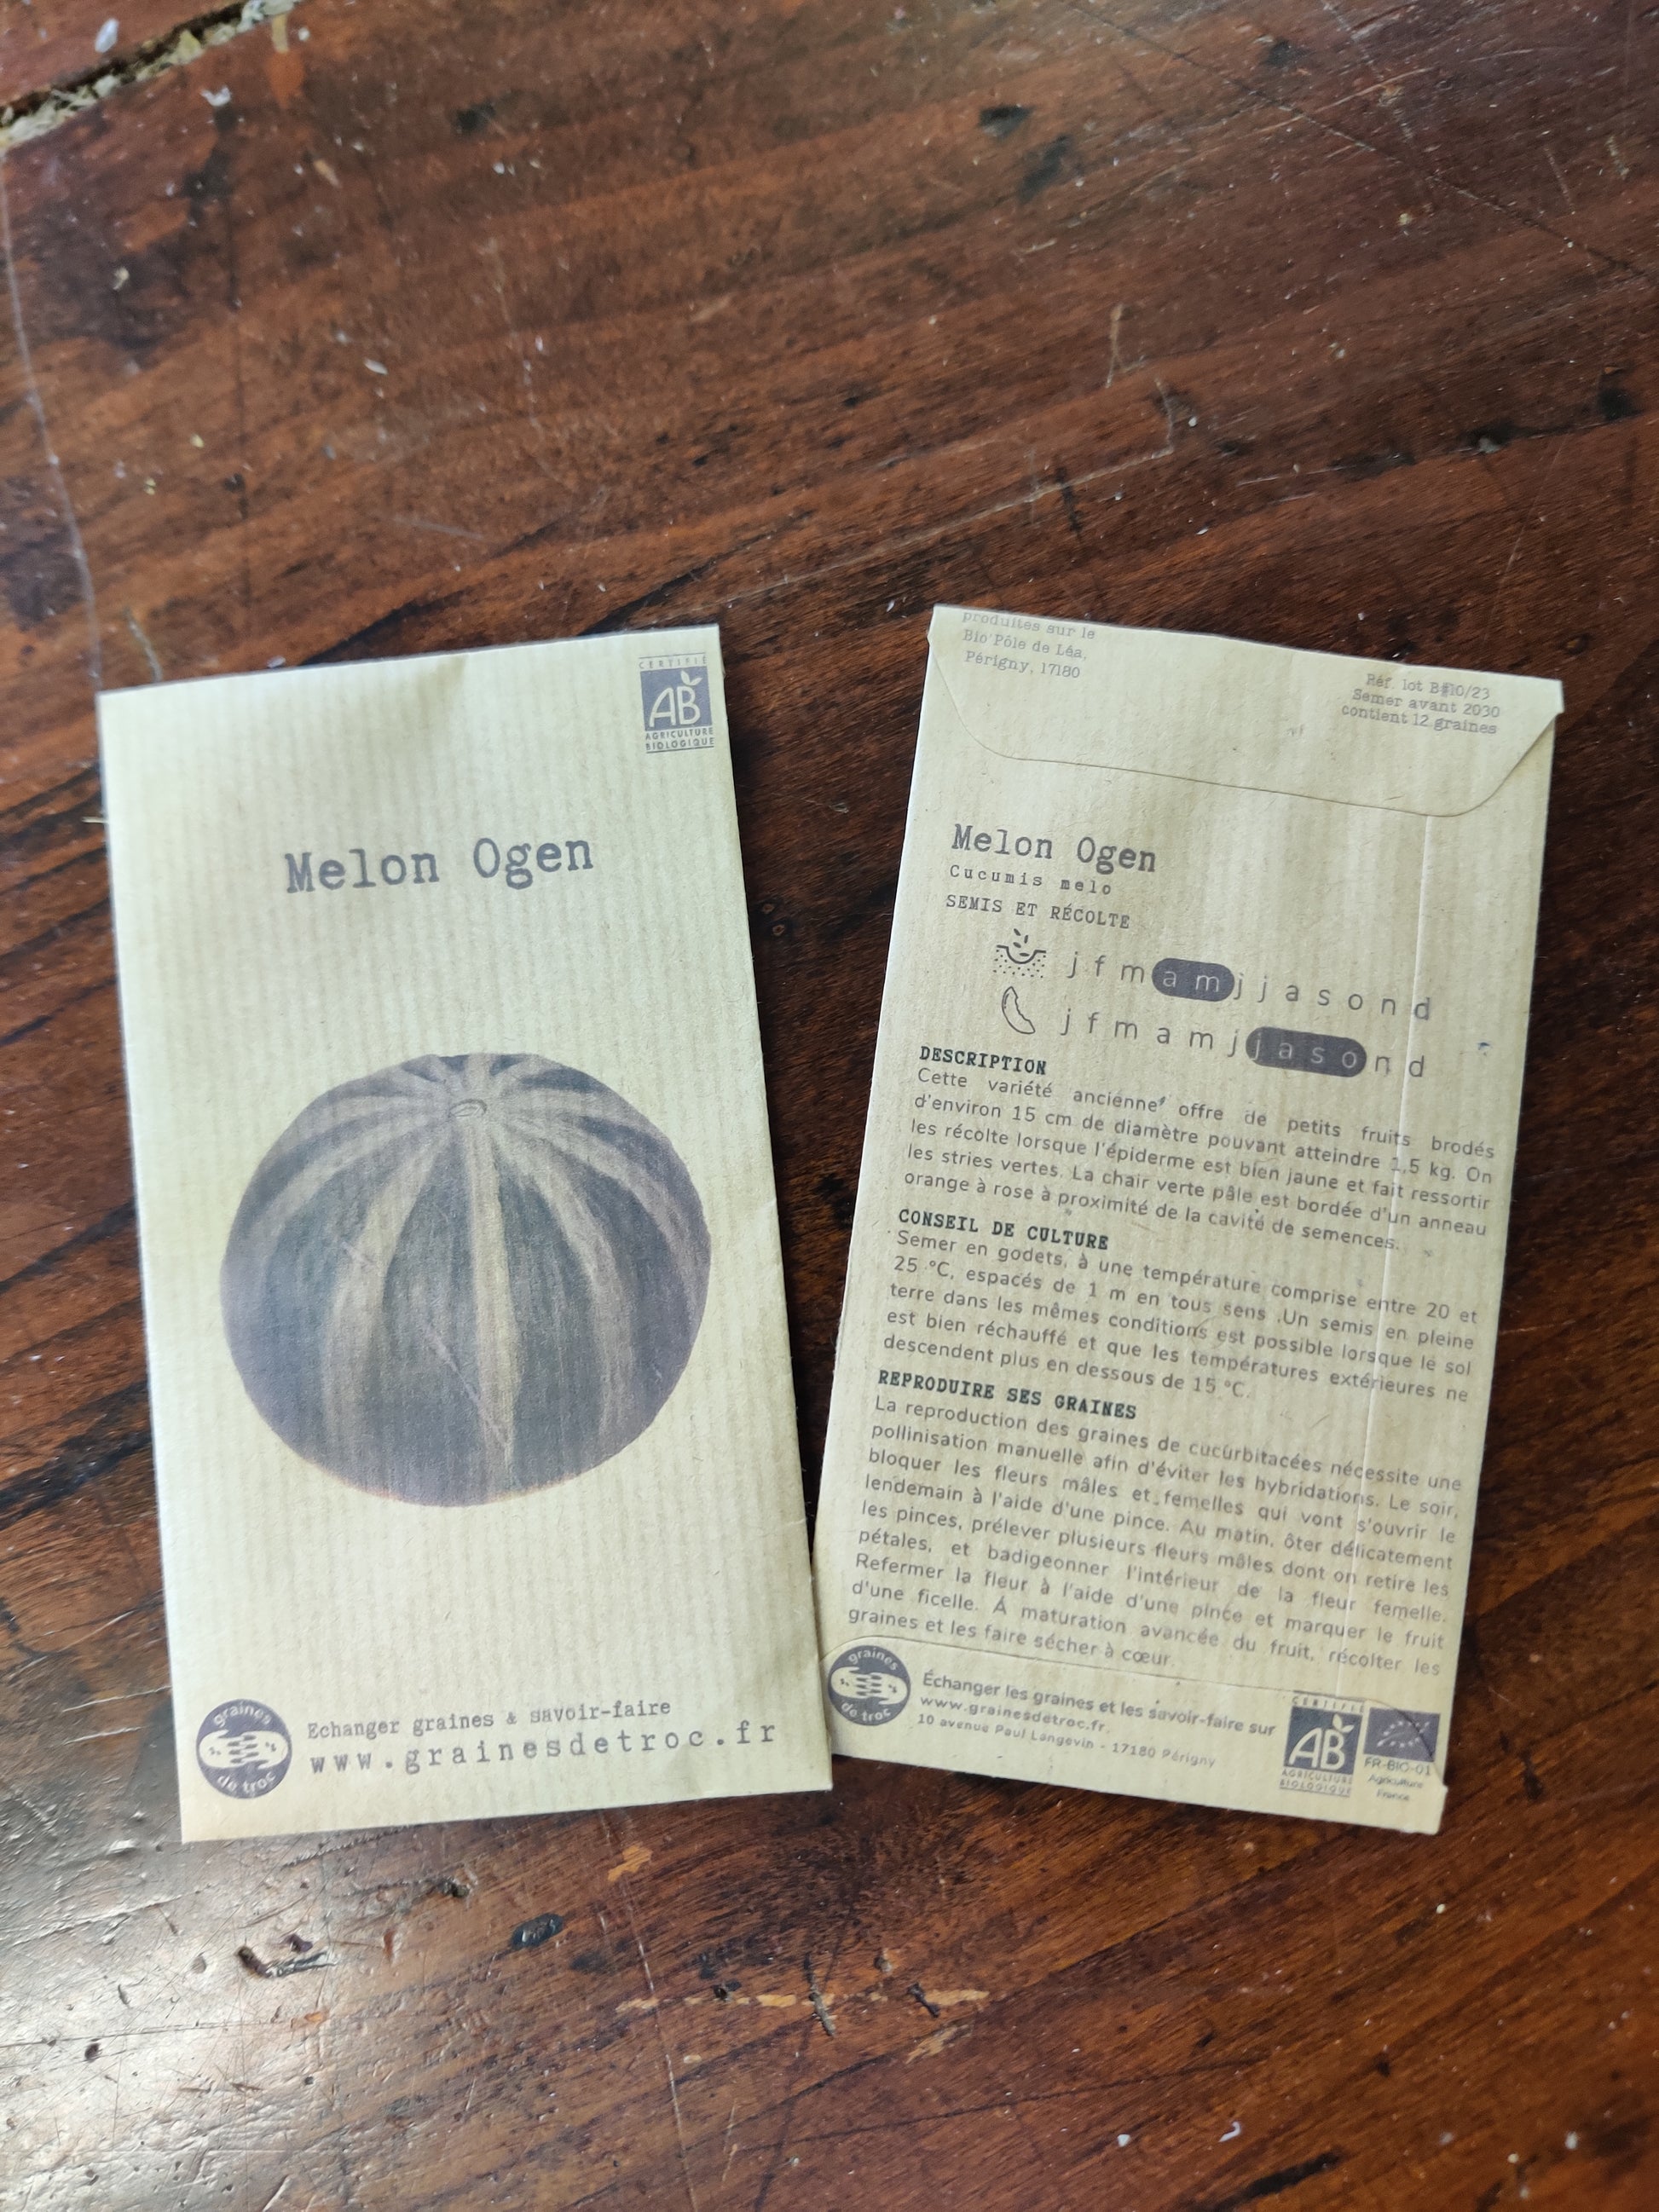 CERTIFIÉ
AB
AGRICULTURE
BIOLOGIQUE
Melon Ogen
graines
de troc
Echanger graines & savoir-faire
www.grainesdetroc.fr
produites sur le
Bio'Pôle de Léa,
Périgny, 17180
Réf. lot B#10/23
Semer avant 2030
contient 12 graines
Melon Ogen
Cucumis melo
SEMIS ET RÉCOLTE
j f m a m j j a s o n d
j f m a m j j a s o n d
DESCRIPTION
Cette variété ancienne offre de petits fruits brodés
d'environ 15 cm de diamètre pouvant atteindre 1,5 kg. On
les récolte lorsque l'épiderme est bien jaune et fait ressortir
les stries vertes. La chair verte pâle est bordée d'un anneau
orange à rose à proximité de la cavité de semences.
CONSEIL DE CULTURE
Semer en godets, à une température comprise entre 20 et
25 °C, espacés de 1 m en tous sens .Un semis en pleine
terre dans les mêmes conditions est possible lorsque le sol
est bien réchauffé et que les températures extérieures ne
descendent plus en dessous de 15 °C.
REPRODUIRE SES GRAINES
La reproduction des graines de cucurbitacées nécessite une
pollinisation manuelle afin d'éviter les hybridations. Le soir,
bloquer les fleurs mâles et femelles qui vont s'ouvrir le
lendemain à l'aide d'une pince. Au matin, ôter délicatement
les pinces, prélever plusieurs fleurs mâles dont on retire les
pétales, et badigeonner l'intérieur de la fleur femelle.
Refermer la fleur à l'aide d'une pince et marquer le fruit
d'une ficelle. À maturation avancée du fruit, récolter les
graines et les faire sécher à cœur.
graines
de troc
Échanger les graines et les savoir-faire sur
www.grainesdetroc.fr.
10 avenue Paul Langevin - 17180 Périgny
CERTIFIÉ
AB
AGRICULTURE
BIOLOGIQUE
FR-BIO-01
Agriculture
France